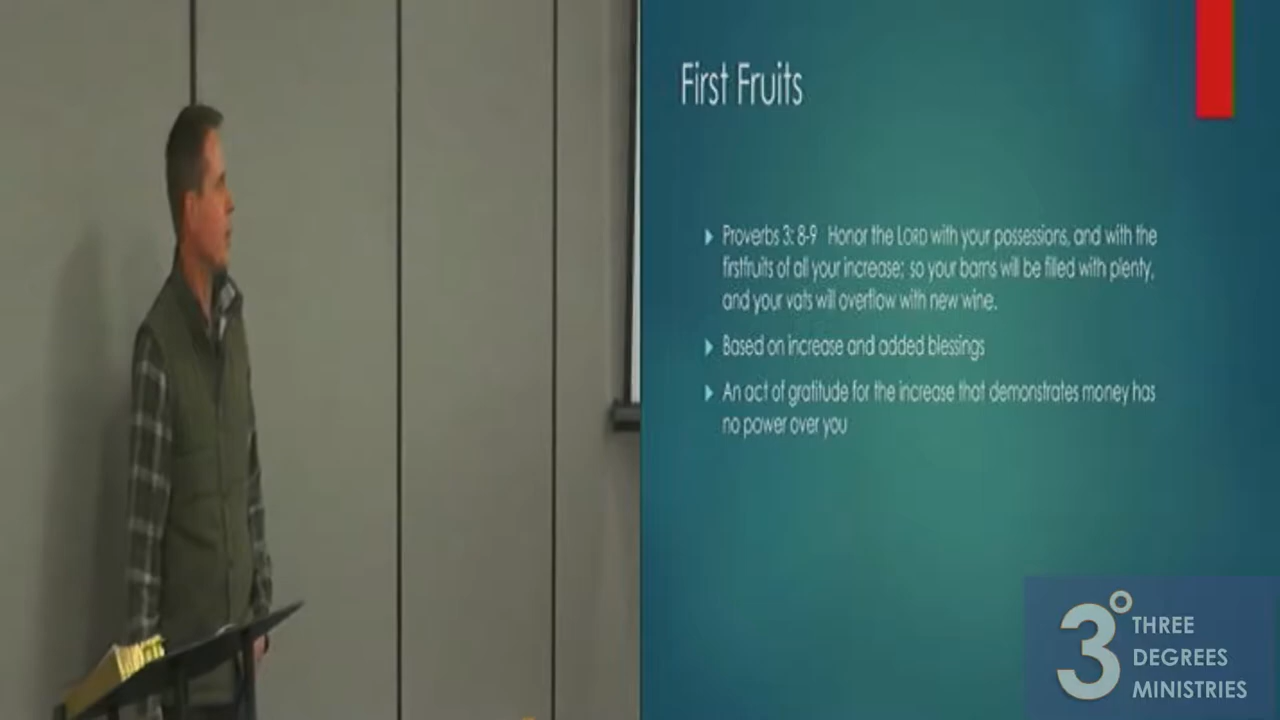 First Fruits
Proverbs 3: 8-9 Honor the LORD with your possessions, and with the
firstfruits of all your increase; so your barns will be filled with plenty,
and your vats will overflow with new wine.
Based on increase and added blessings
An act of gratitude for the increase that demonstrates money has
no power over you
3°
THREE
DEGREES
MINISTRIES